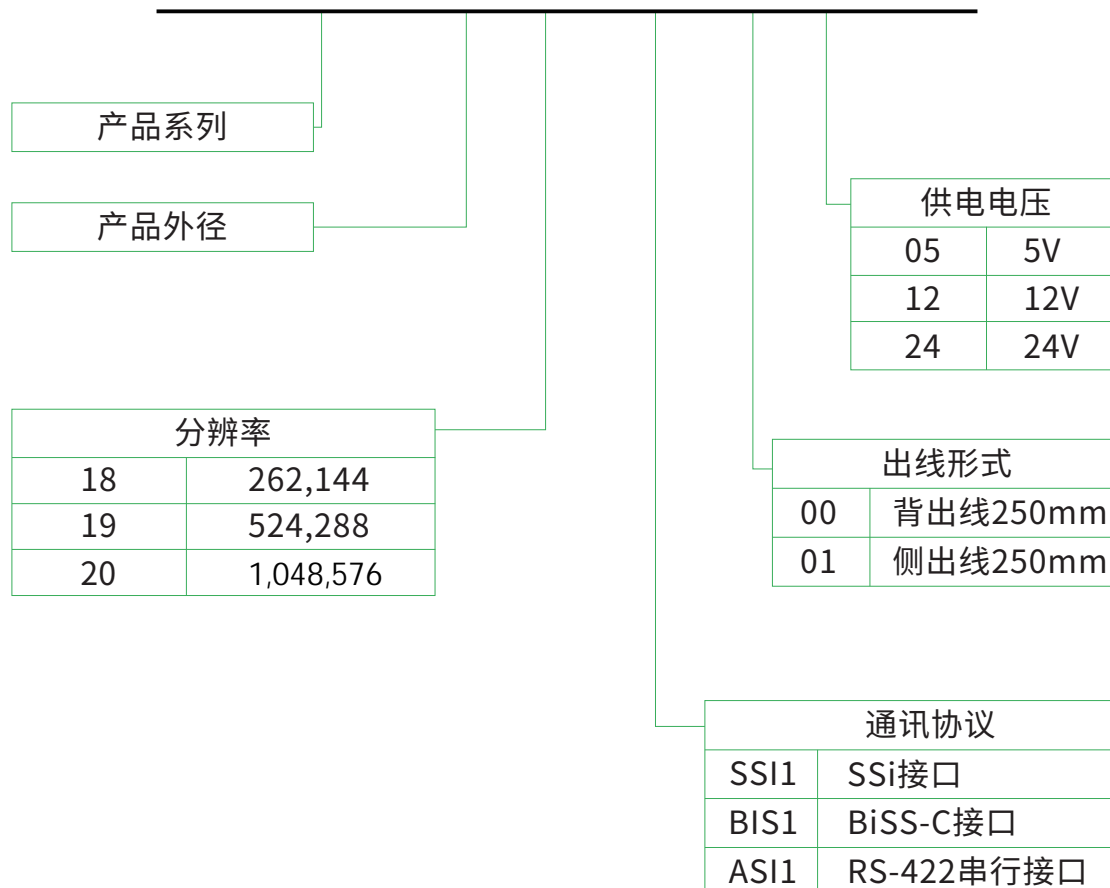 产品系列
产品外径
供电电压
05 5V
12 12V
24 24V
分辨率
18 262,144
19 524,288
20 1,048,576
出线形式
00 背出线250mm
01 侧出线250mm
通讯协议
SSI1 SSi接口
BIS1 BiSS-C接口
ASI1 RS-422串行接口